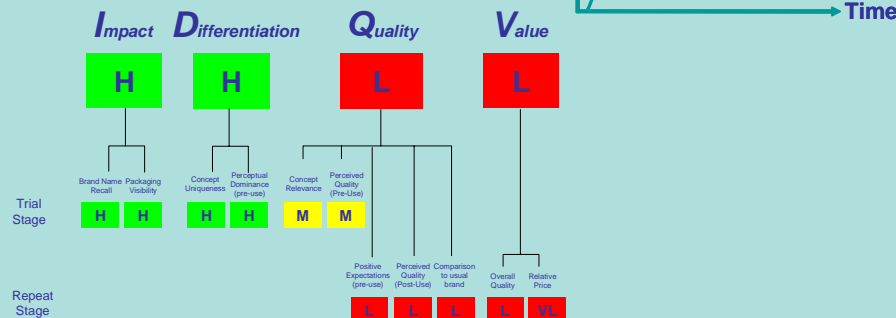 Time
Impact Differentiation Quality Value
H H L L
Brand Name
Recall
Packaging
Visibility
Concept
Uniqueness
Perceptual
Dominance
(pre-use)
Concept
Relevance
Perceived
Quality
(Pre-Use)
Trial
Stage
H H H H M M
Positive
Expectations
(pre-use)
Perceived
Quality
(Post-Use)
Comparison
to usual
brand
Overall
Quality
Relative
Price
Repeat
Stage
L L L L VL